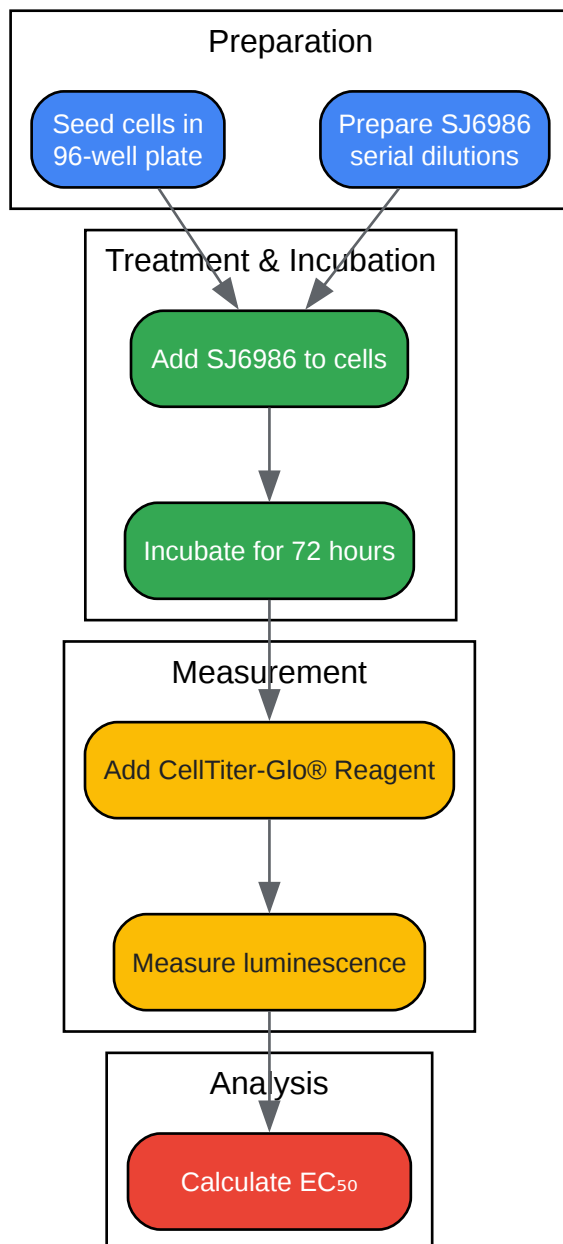 Preparation
Seed cells in
96-well plate
Prepare SJ6986
serial dilutions
Treatment & Incubation
Add SJ6986 to cells
Incubate for 72 hours
Measurement
Add CellTiter-Glo® Reagent
Measure luminescence
Analysis
Calculate EC₅₀